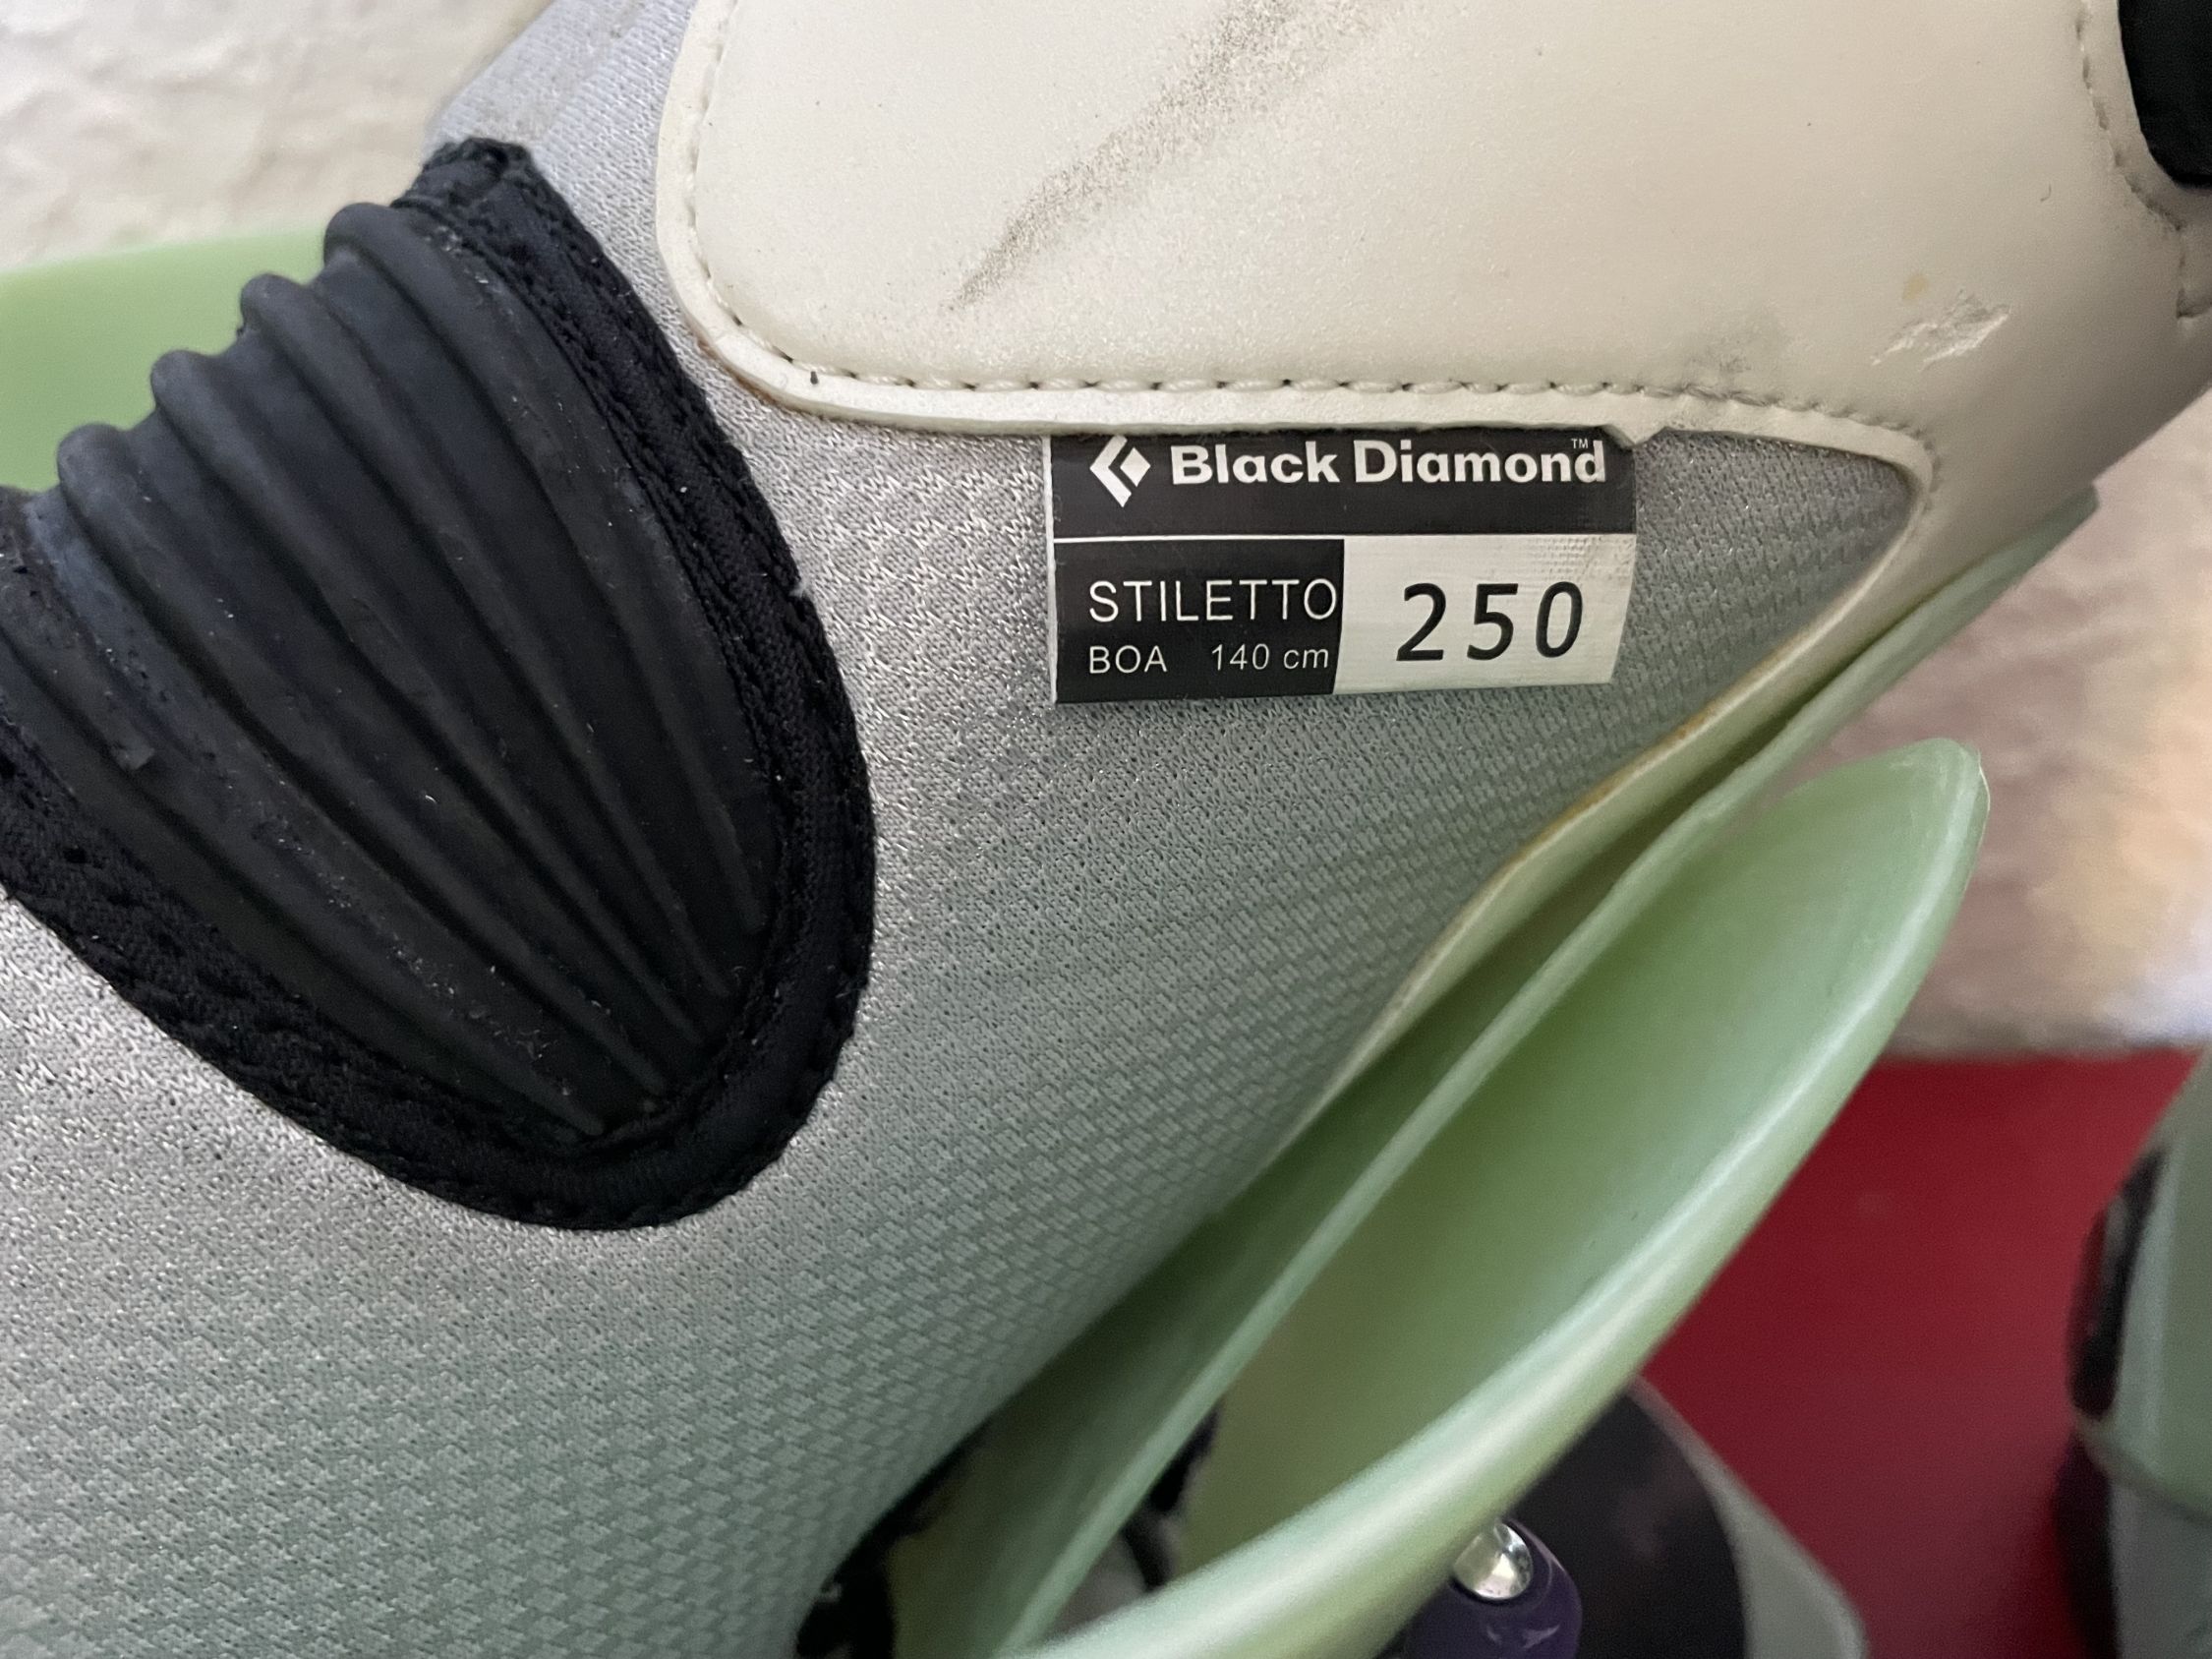 Black Diamond™
STILETTO
BOA 140 cm
250